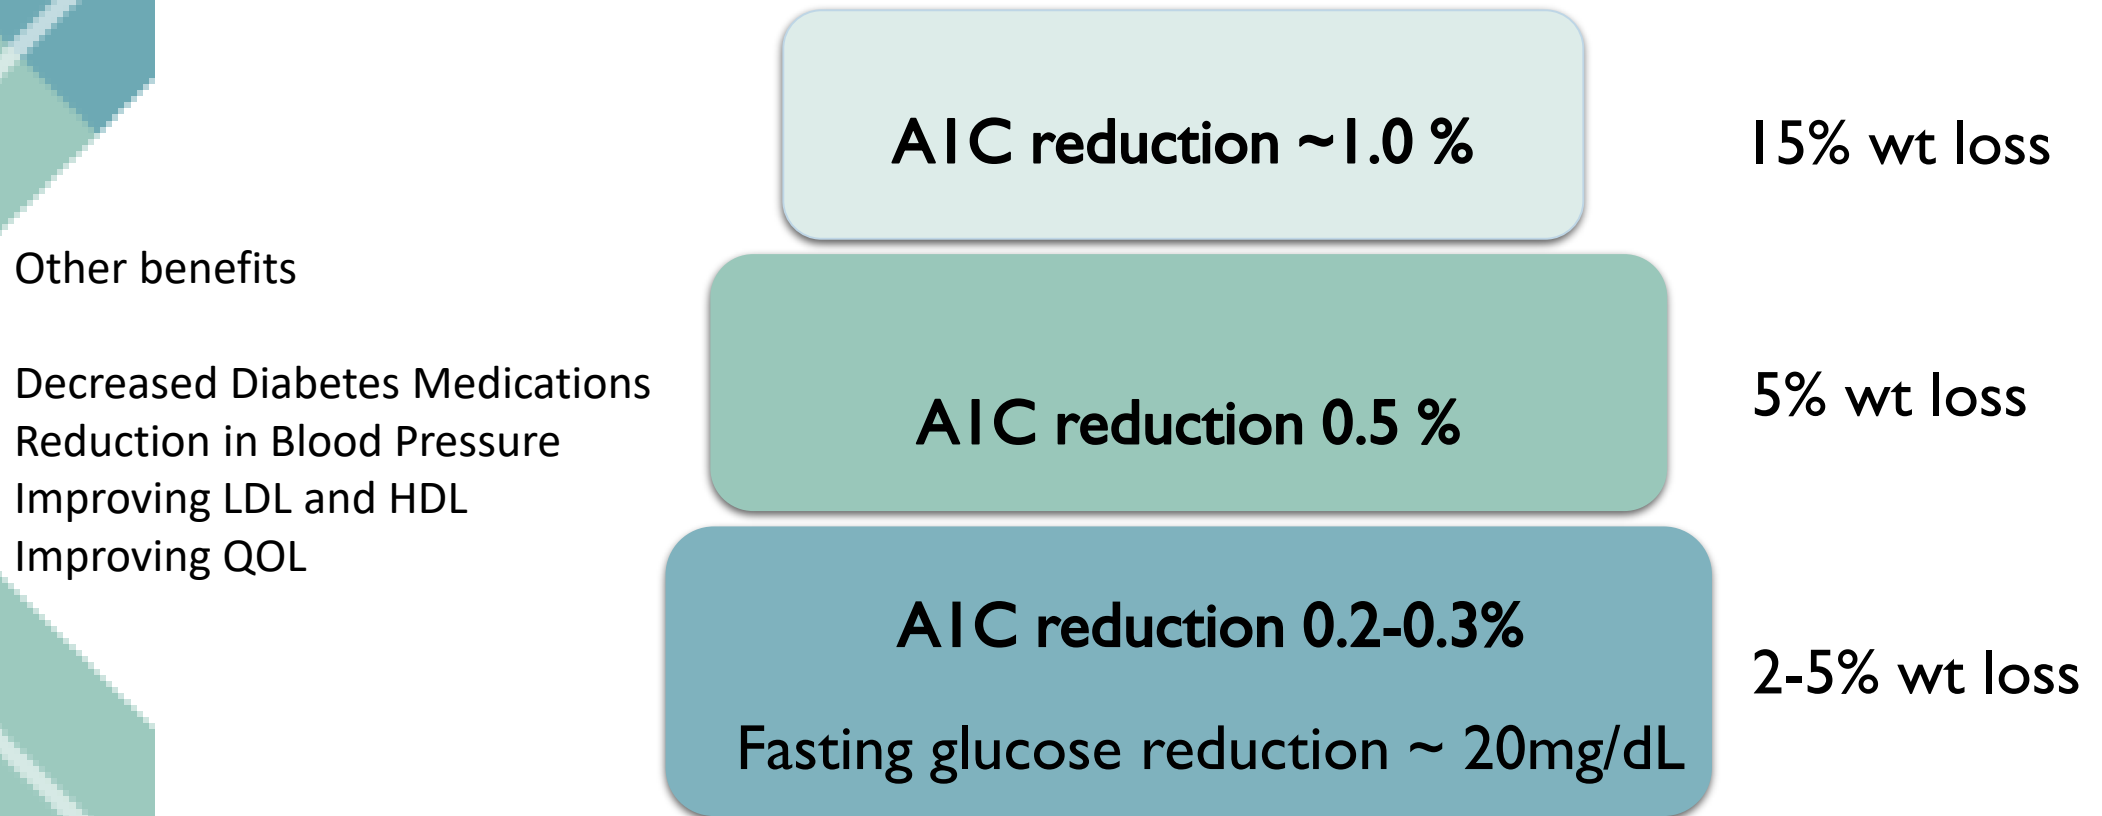 Other benefits
Decreased Diabetes Medications
Reduction in Blood Pressure
Improving LDL and HDL
Improving QOL
A1C reduction ~1.0 %
15% wt loss
A1C reduction 0.5 %
5% wt loss
A1C reduction 0.2-0.3%
Fasting glucose reduction ~ 20mg/dL
2-5% wt loss